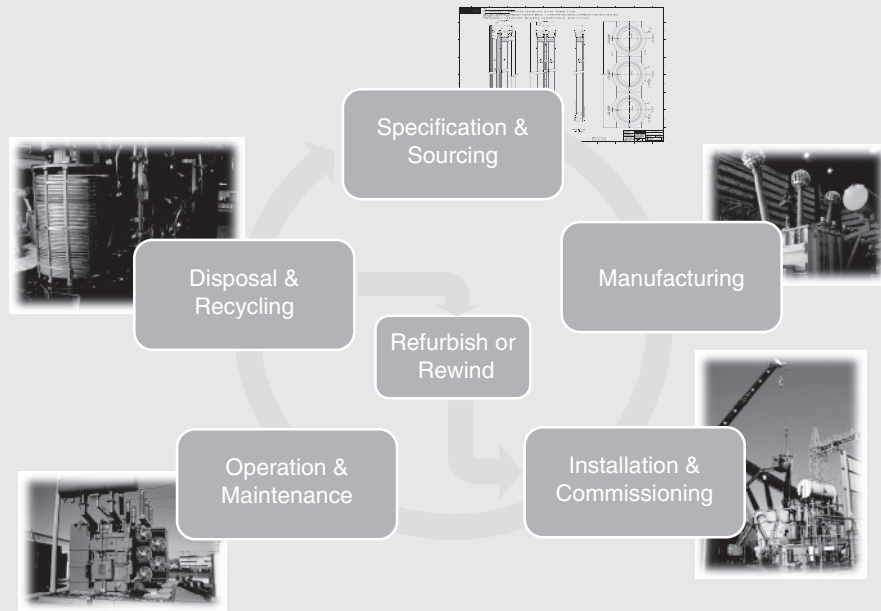 Specification &
Sourcing
Manufacturing
Disposal &
Recycling
Refurbish or
Rewind
Operation &
Maintenance
Installation &
Commissioning